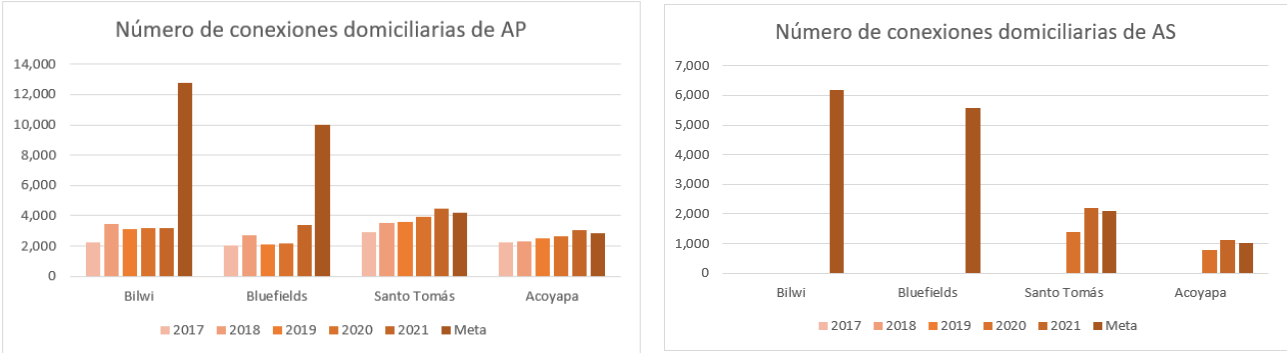 Número de conexiones domiciliarias de AP
14,000
12,000
10,000
8,000
6,000
4,000
2,000
0
Bilwi Bluefields Santo Tomás Acoyapa
2017 2018 2019 2020 2021 Meta
Número de conexiones domiciliarias de AS
7,000
6,000
5,000
4,000
3,000
2,000
1,000
0
Bilwi Bluefields Santo Tomás Acoyapa
2017 2018 2019 2020 2021 Meta